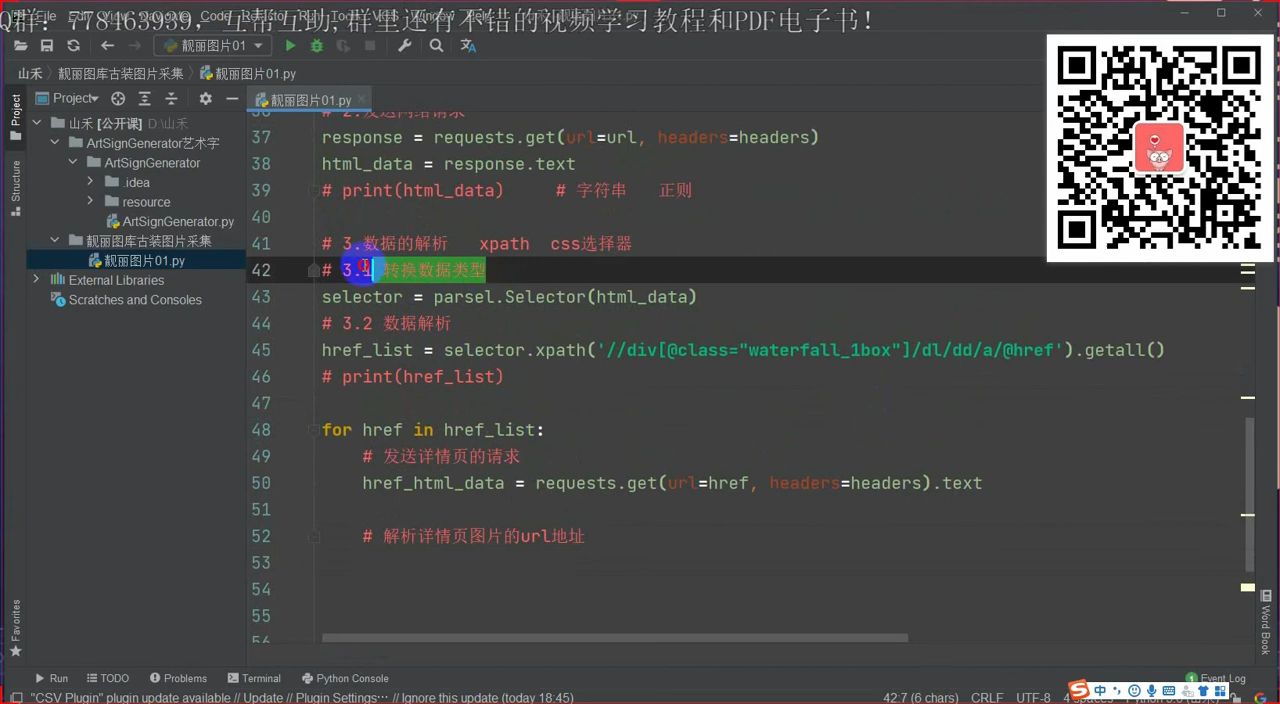 Q群: 778463939, 互帮互助,群里还有不错的视频学习教程和PDF电子书!
靓丽图片01
山禾
靓丽图库古装图片采集
靓丽图片01.py
Project
靓丽图片01.py
Project
Structure
Favorites
山禾 [公开课] D:\山禾
ArtSignGenerator艺术字
ArtSignGenerator
.idea
resource
ArtSignGenerator.py
靓丽图库古装图片采集
靓丽图片01.py
External Libraries
Scratches and Consoles
37 response = requests.get(url=url, headers=headers)
38 html_data = response.text
39 # print(html_data) # 字符串 正则
40
41 # 3.数据的解析 xpath css选择器
42 # 3.1 转换数据类型
43 selector = parsel.Selector(html_data)
44 # 3.2 数据解析
45 href_list = selector.xpath('//div[@class="waterfall_1box"]/dl/dd/a/@href').getall()
46 # print(href_list)
47
48 for href in href_list:
49 # 发送详情页的请求
50 href_html_data = requests.get(url=href, headers=headers).text
51
52 # 解析详情页图片的url地址
53
54
55
Word Book
Run
TODO
Problems
Terminal
Python Console
1 Event Log
"CSV Plugin" plugin update available // Update // Plugin Settings... // Ignore this update (today 18:45)
42:7 (6 chars)
CRLF
UTF-8
中